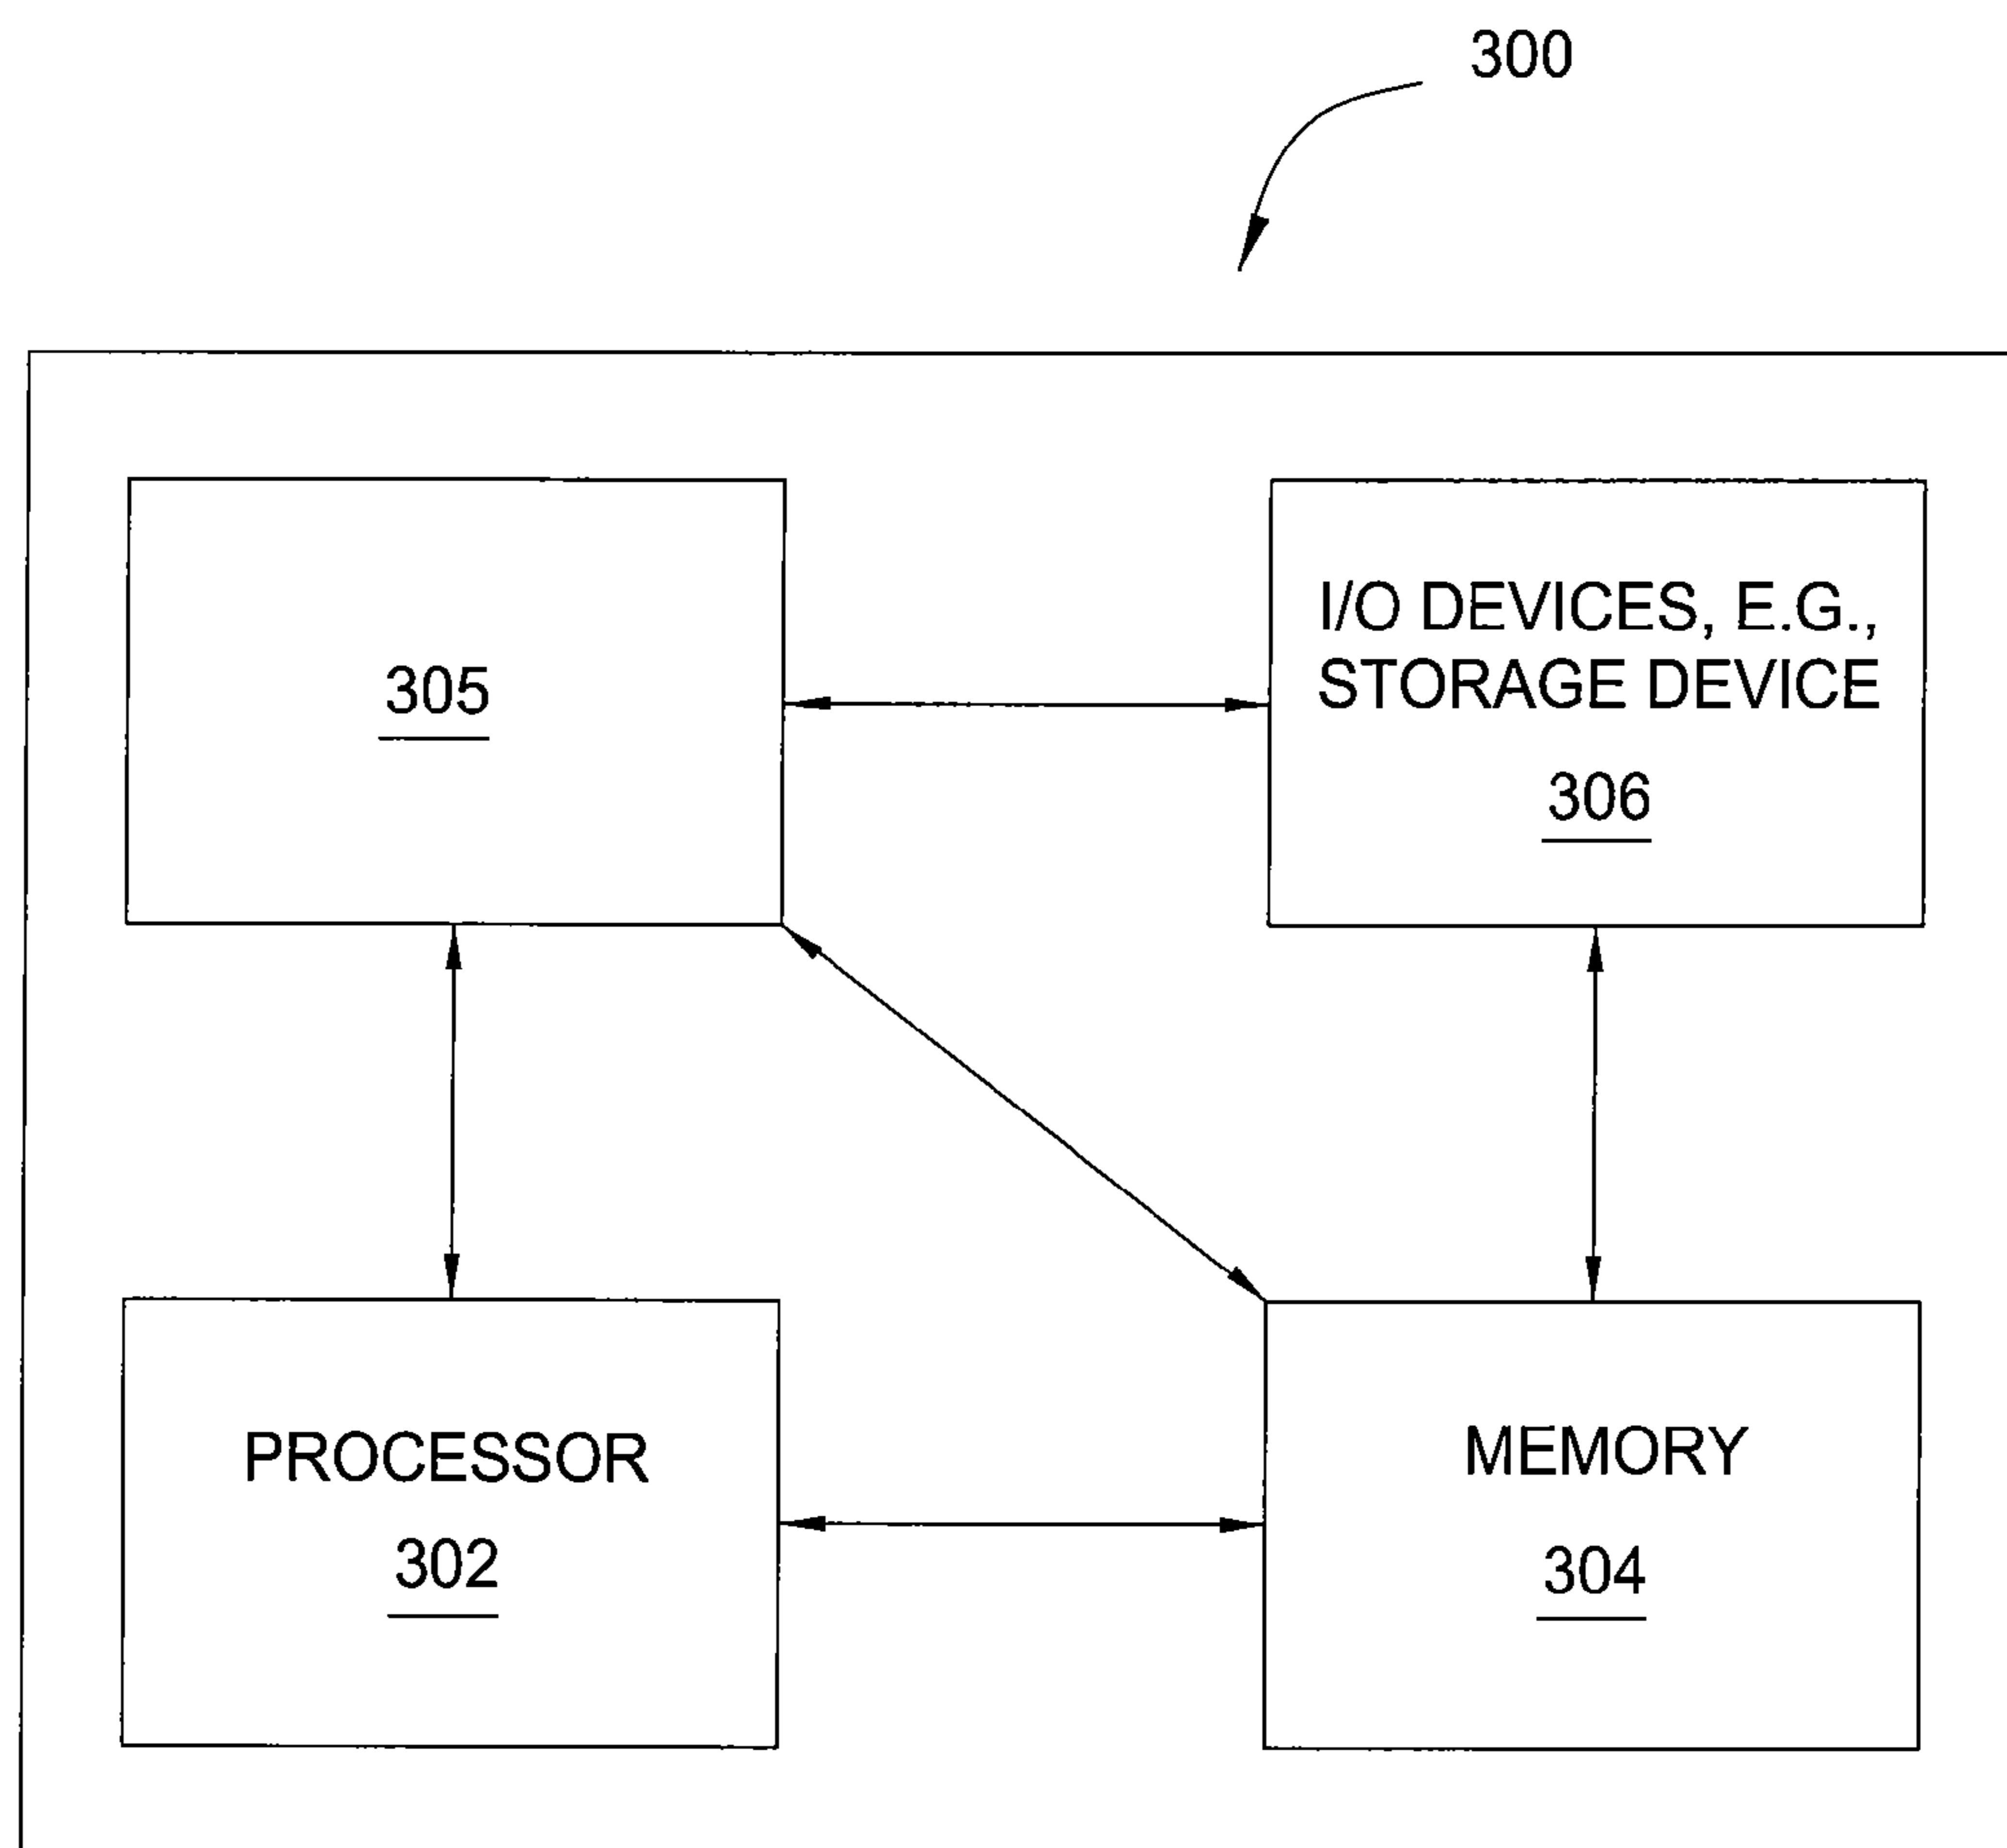 300
305
I/O DEVICES, E.G.,
STORAGE DEVICE
306
PROCESSOR
302
MEMORY
304